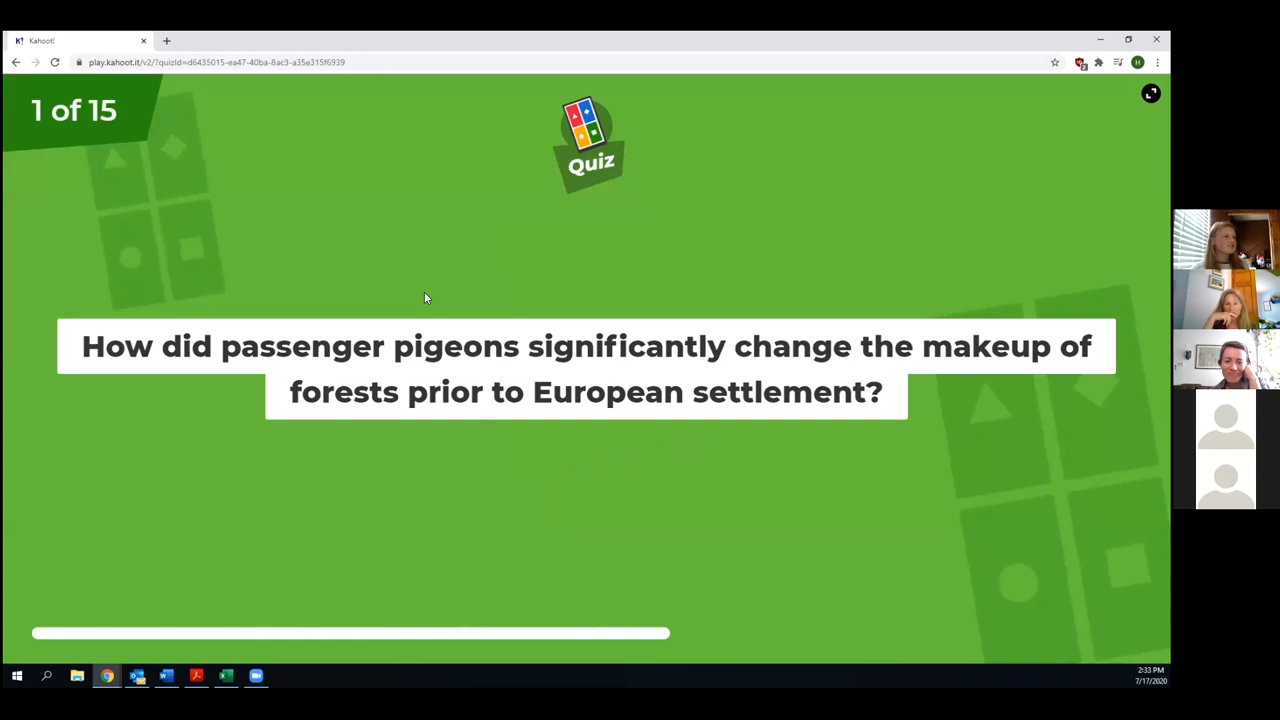 Kahoot!
play.kahoot.it/v2/?quizId=d6435015-ea47-40ba-8ac3-a35e315f6939
1 of 15
Quiz
How did passenger pigeons significantly change the makeup of
forests prior to European settlement?
2:33 PM
7/17/2020